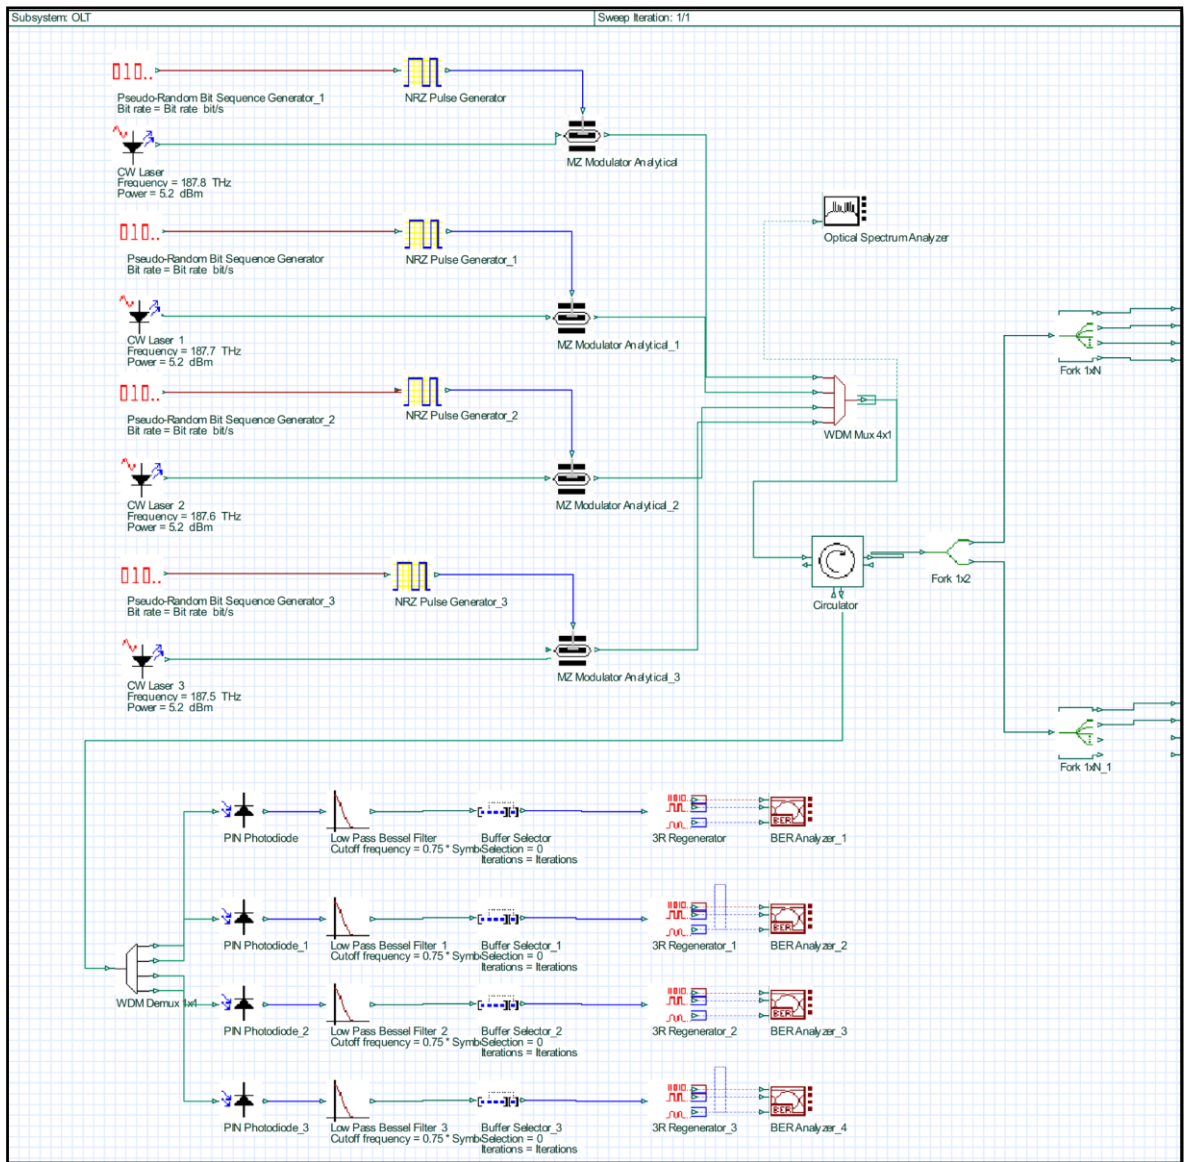 Subsystem: OLT
Sweep Iteration: 1/1
Pseudo-Random Bit Sequence Generator_1
Bit rate = Bit rate bit/s
NRZ Pulse Generator
MZ Modulator Analytical
CW Laser
Frequency = 187.8 THz
Power = 5.2 dBm
Optical Spectrum Analyzer
Pseudo-Random Bit Sequence Generator
Bit rate = Bit rate bit/s
NRZ Pulse Generator_1
MZ Modulator Analytical_1
CW Laser 1
Frequency = 187.7 THz
Power = 5.2 dBm
Fork 1xN
Pseudo-Random Bit Sequence Generator_2
Bit rate = Bit rate bit/s
NRZ Pulse Generator_2
WDM Mux 4x1
MZ Modulator Analytical_2
CW Laser 2
Frequency = 187.6 THz
Power = 5.2 dBm
Pseudo-Random Bit Sequence Generator_3
Bit rate = Bit rate bit/s
NRZ Pulse Generator_3
Circulator
Fork 1x2
MZ Modulator Analytical_3
CW Laser 3
Frequency = 187.5 THz
Power = 5.2 dBm
Fork 1xN_1
PIN Photodiode
Low Pass Bessel Filter
Cutoff frequency = 0.75 * Symb
Buffer Selector
Selection = 0
Iterations = Iterations
3R Regenerator
BER Analyzer_1
PIN Photodiode_1
Low Pass Bessel Filter_1
Cutoff frequency = 0.75 * Symb
Buffer Selector_1
Selection = 0
Iterations = Iterations
3R Regenerator_1
BER Analyzer_2
WDM Demux 1x4
PIN Photodiode_2
Low Pass Bessel Filter_2
Cutoff frequency = 0.75 * Symb
Buffer Selector_2
Selection = 0
Iterations = Iterations
3R Regenerator_2
BER Analyzer_3
PIN Photodiode_3
Low Pass Bessel Filter_3
Cutoff frequency = 0.75 * Symb
Buffer Selector_3
Selection = 0
Iterations = Iterations
3R Regenerator_3
BER Analyzer_4